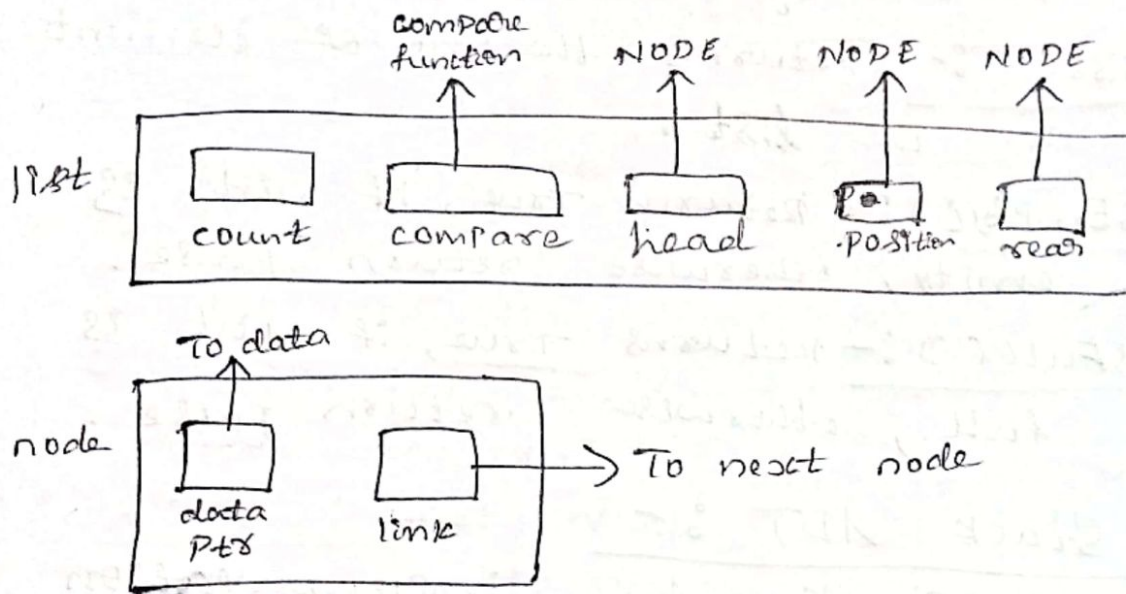 compare
function
NODE
NODE
NODE
list
count
compare
head
position
rear
To data
node
data
Ptr
link
To next node